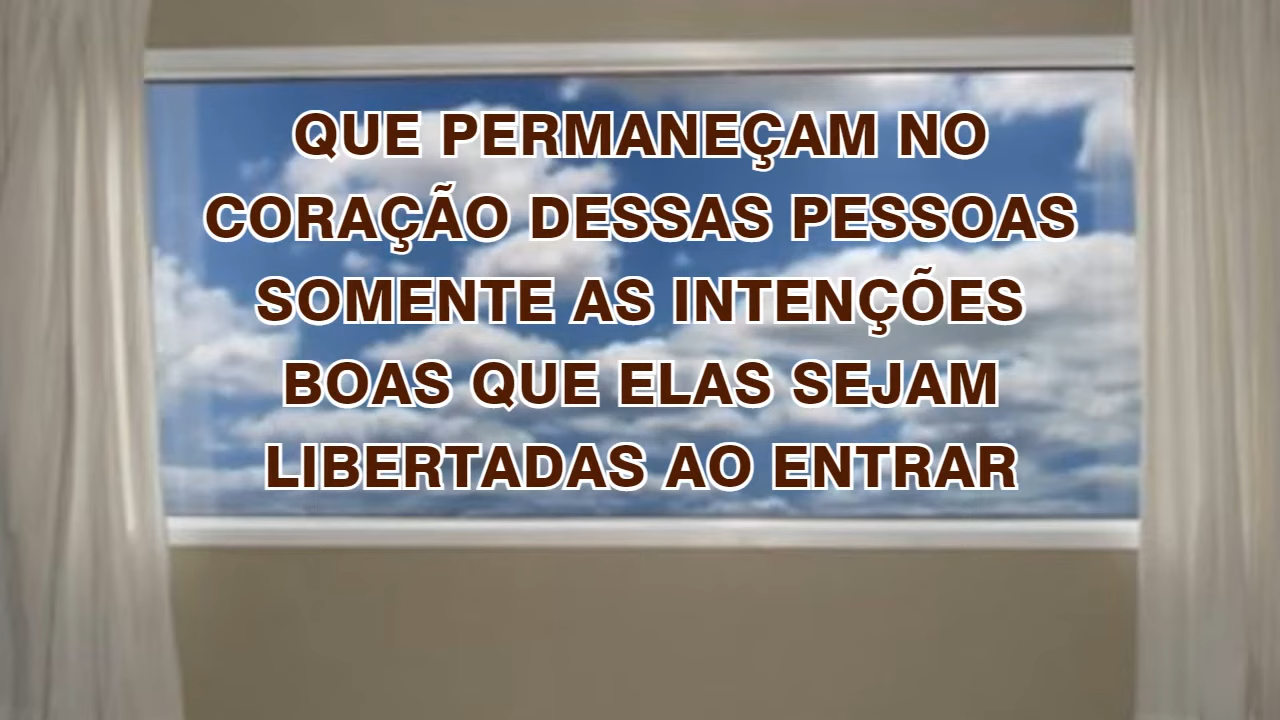 QUE PERMANEÇAM NO
CORAÇÃO DESSAS PESSOAS
SOMENTE AS INTENÇÕES
BOAS QUE ELAS SEJAM
LIBERTADAS AO ENTRAR